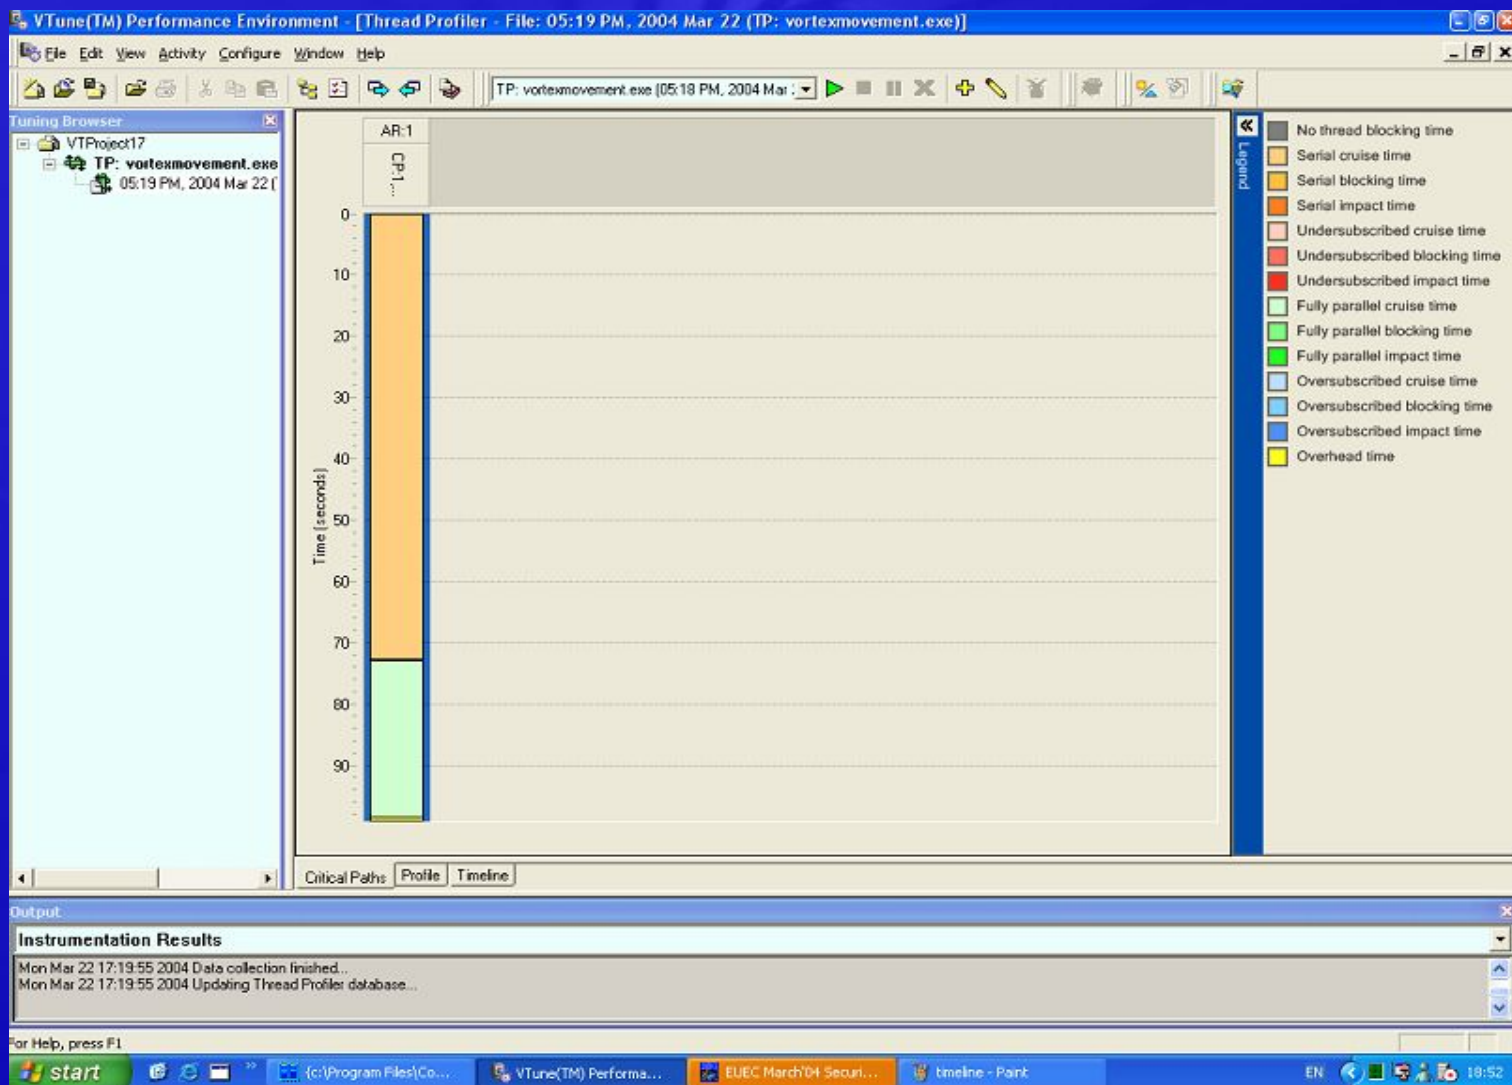 VTune(TM) Performance Environment - [Thread Profiler - File: 05:19 PM, 2004 Mar 22 (TP: vortexmovement.exe)]
File Edit View Activity Configure Window Help
TP: vortexmovement.exe (05:18 PM, 2004 Mar
Tuning Browser
VTProject17
TP: vortexmovement.exe
05:19 PM, 2004 Mar 22 (
AR:1
CP:1...
0
10
20
30
40
50
60
70
80
90
Time (seconds)
Legend
No thread blocking time
Serial cruise time
Serial blocking time
Serial impact time
Undersubscribed cruise time
Undersubscribed blocking time
Undersubscribed impact time
Fully parallel cruise time
Fully parallel blocking time
Fully parallel impact time
Oversubscribed cruise time
Oversubscribed blocking time
Oversubscribed impact time
Overhead time
Critical Paths Profile Timeline
Output
Instrumentation Results
Mon Mar 22 17:19:55 2004 Data collection finished...
Mon Mar 22 17:19:55 2004 Updating Thread Profiler database...
For Help, press F1
start {c:\Program Files\Co... VTune(TM) Performa... EUEC March'04 Securi... timeline - Paint EN 18:52